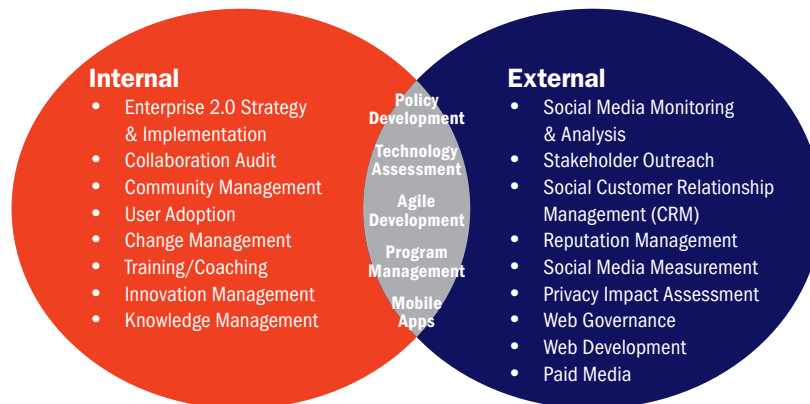 Internal
• Enterprise 2.0 Strategy
& Implementation
• Collaboration Audit
• Community Management
• User Adoption
• Change Management
• Training/Coaching
• Innovation Management
• Knowledge Management
Policy
Development
Technology
Assessment
Agile
Development
Program
Management
Mobile
Apps
External
• Social Media Monitoring
& Analysis
• Stakeholder Outreach
• Social Customer Relationship
Management (CRM)
• Reputation Management
• Social Media Measurement
• Privacy Impact Assessment
• Web Governance
• Web Development
• Paid Media